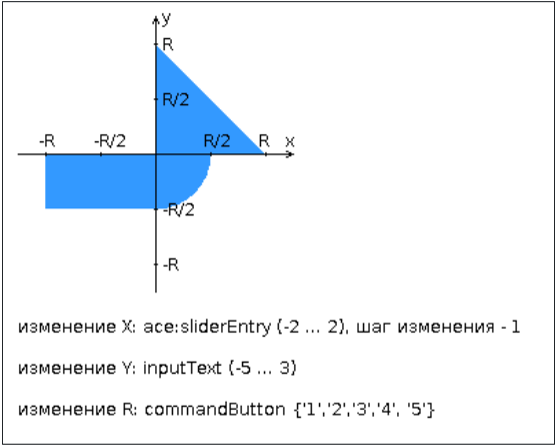 y
R
R/2
-R -R/2 R/2 R x
-R/2
-R
изменение X: ace:sliderEntry (-2 ... 2), шаг изменения - 1
изменение Y: inputText (-5 ... 3)
изменение R: commandButton {'1','2','3','4', '5'}